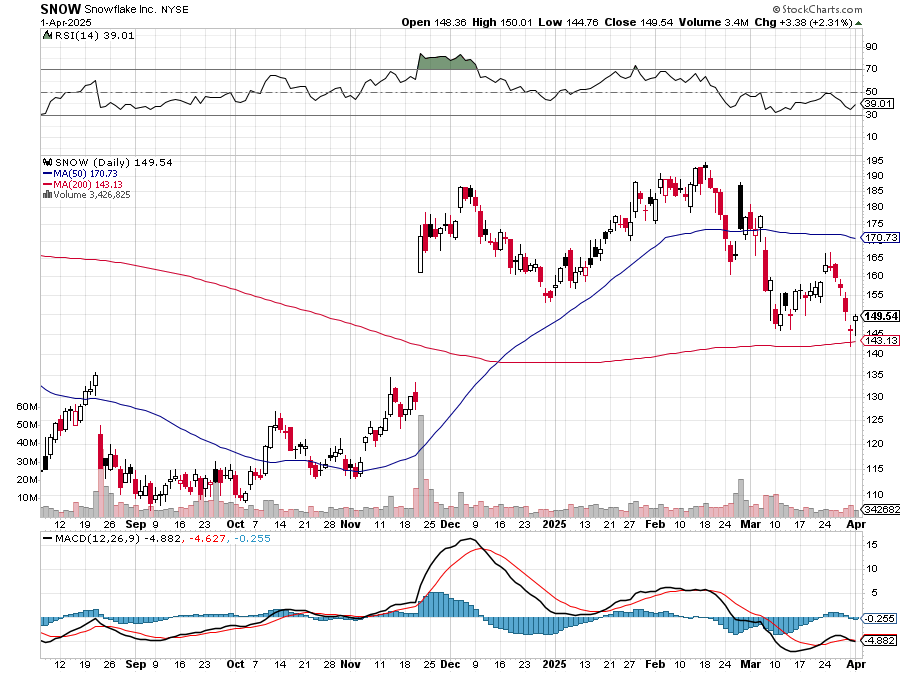 SNOW Snowflake Inc. NYSE © StockCharts.com
1-Apr-2025 Open 148.36 High 150.01 Low 144.76 Close 149.54 Volume 3.4M Chg +3.38 (+2.31%)
RSI(14) 39.01
90
70
50
39.01
30
10
SNOW (Daily) 149.54
MA(50) 170.73
MA(200) 143.13
Volume 3,426,825
195
190
185
180
175
170.73
165
160
155
149.54
145
143.13
140
135
130
125
120
115
110
342682
60M
50M
40M
30M
20M
10M
12 19 26 Sep 9 16 23 Oct 7 14 21 28 Nov 11 18 25 Dec 9 16 23 2025 13 21 27 Feb 10 18 24 Mar 10 17 24 Apr
MACD(12,26,9) -4.882, -4.627, -0.255
15
10
5
-0.255
-4.882
12 19 26 Sep 9 16 23 Oct 7 14 21 28 Nov 11 18 25 Dec 9 16 23 2025 13 21 27 Feb 10 18 24 Mar 10 17 24 Apr